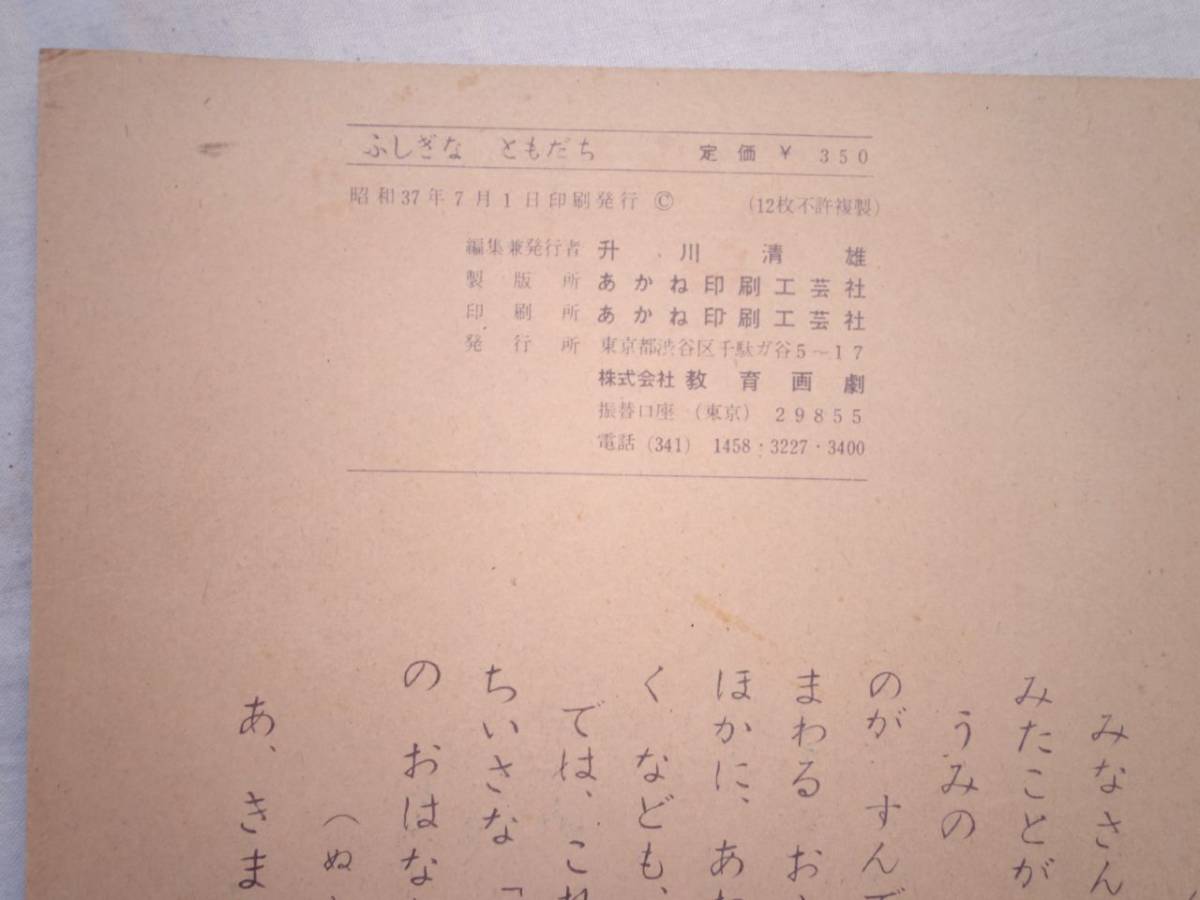 ふしぎな ともだち 定価 ¥ 350
昭和37年7月1日印刷発行 © (12枚不許複製)
編集兼発行者 升川清雄
製版所 あかね印刷工芸社
印刷所 あかね印刷工芸社
発行所 東京都渋谷区千駄ガ谷5～17
株式会社 教育画劇
振替口座 (東京) 29855
電話 (341) 1458・3227・3400
みなさん
みたことが
うみの
のが すんで
まわる お
ほかに、あ
く なども、
では、これ
ちいさな「
の おはな
(ぬ
あ、きま